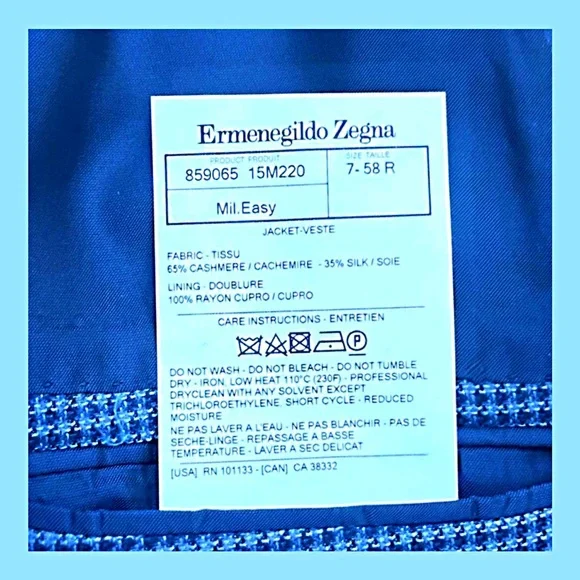 Ermenegildo Zegna
PRODUCT PRODUIT
SIZE TAILLE
859065 15M220
7- 58 R
Mil.Easy
JACKET-VESTE
FABRIC - TISSU
65% CASHMERE / CACHEMIRE - 35% SILK / SOIE
LINING - DOUBLURE
100% RAYON CUPRO / CUPRO
CARE INSTRUCTIONS - ENTRETIEN
P
DO NOT WASH - DO NOT BLEACH - DO NOT TUMBLE
DRY - IRON, LOW HEAT 110°C (230F) - PROFESSIONAL
DRYCLEAN WITH ANY SOLVENT EXCEPT
TRICHLOROETHYLENE, SHORT CYCLE - REDUCED
MOISTURE
NE PAS LAVER A L'EAU - NE PAS BLANCHIR - PAS DE
SECHE-LINGE - REPASSAGE A BASSE
TEMPERATURE - LAVER A SEC DELICAT
[USA] RN 101133 - [CAN] CA 38332